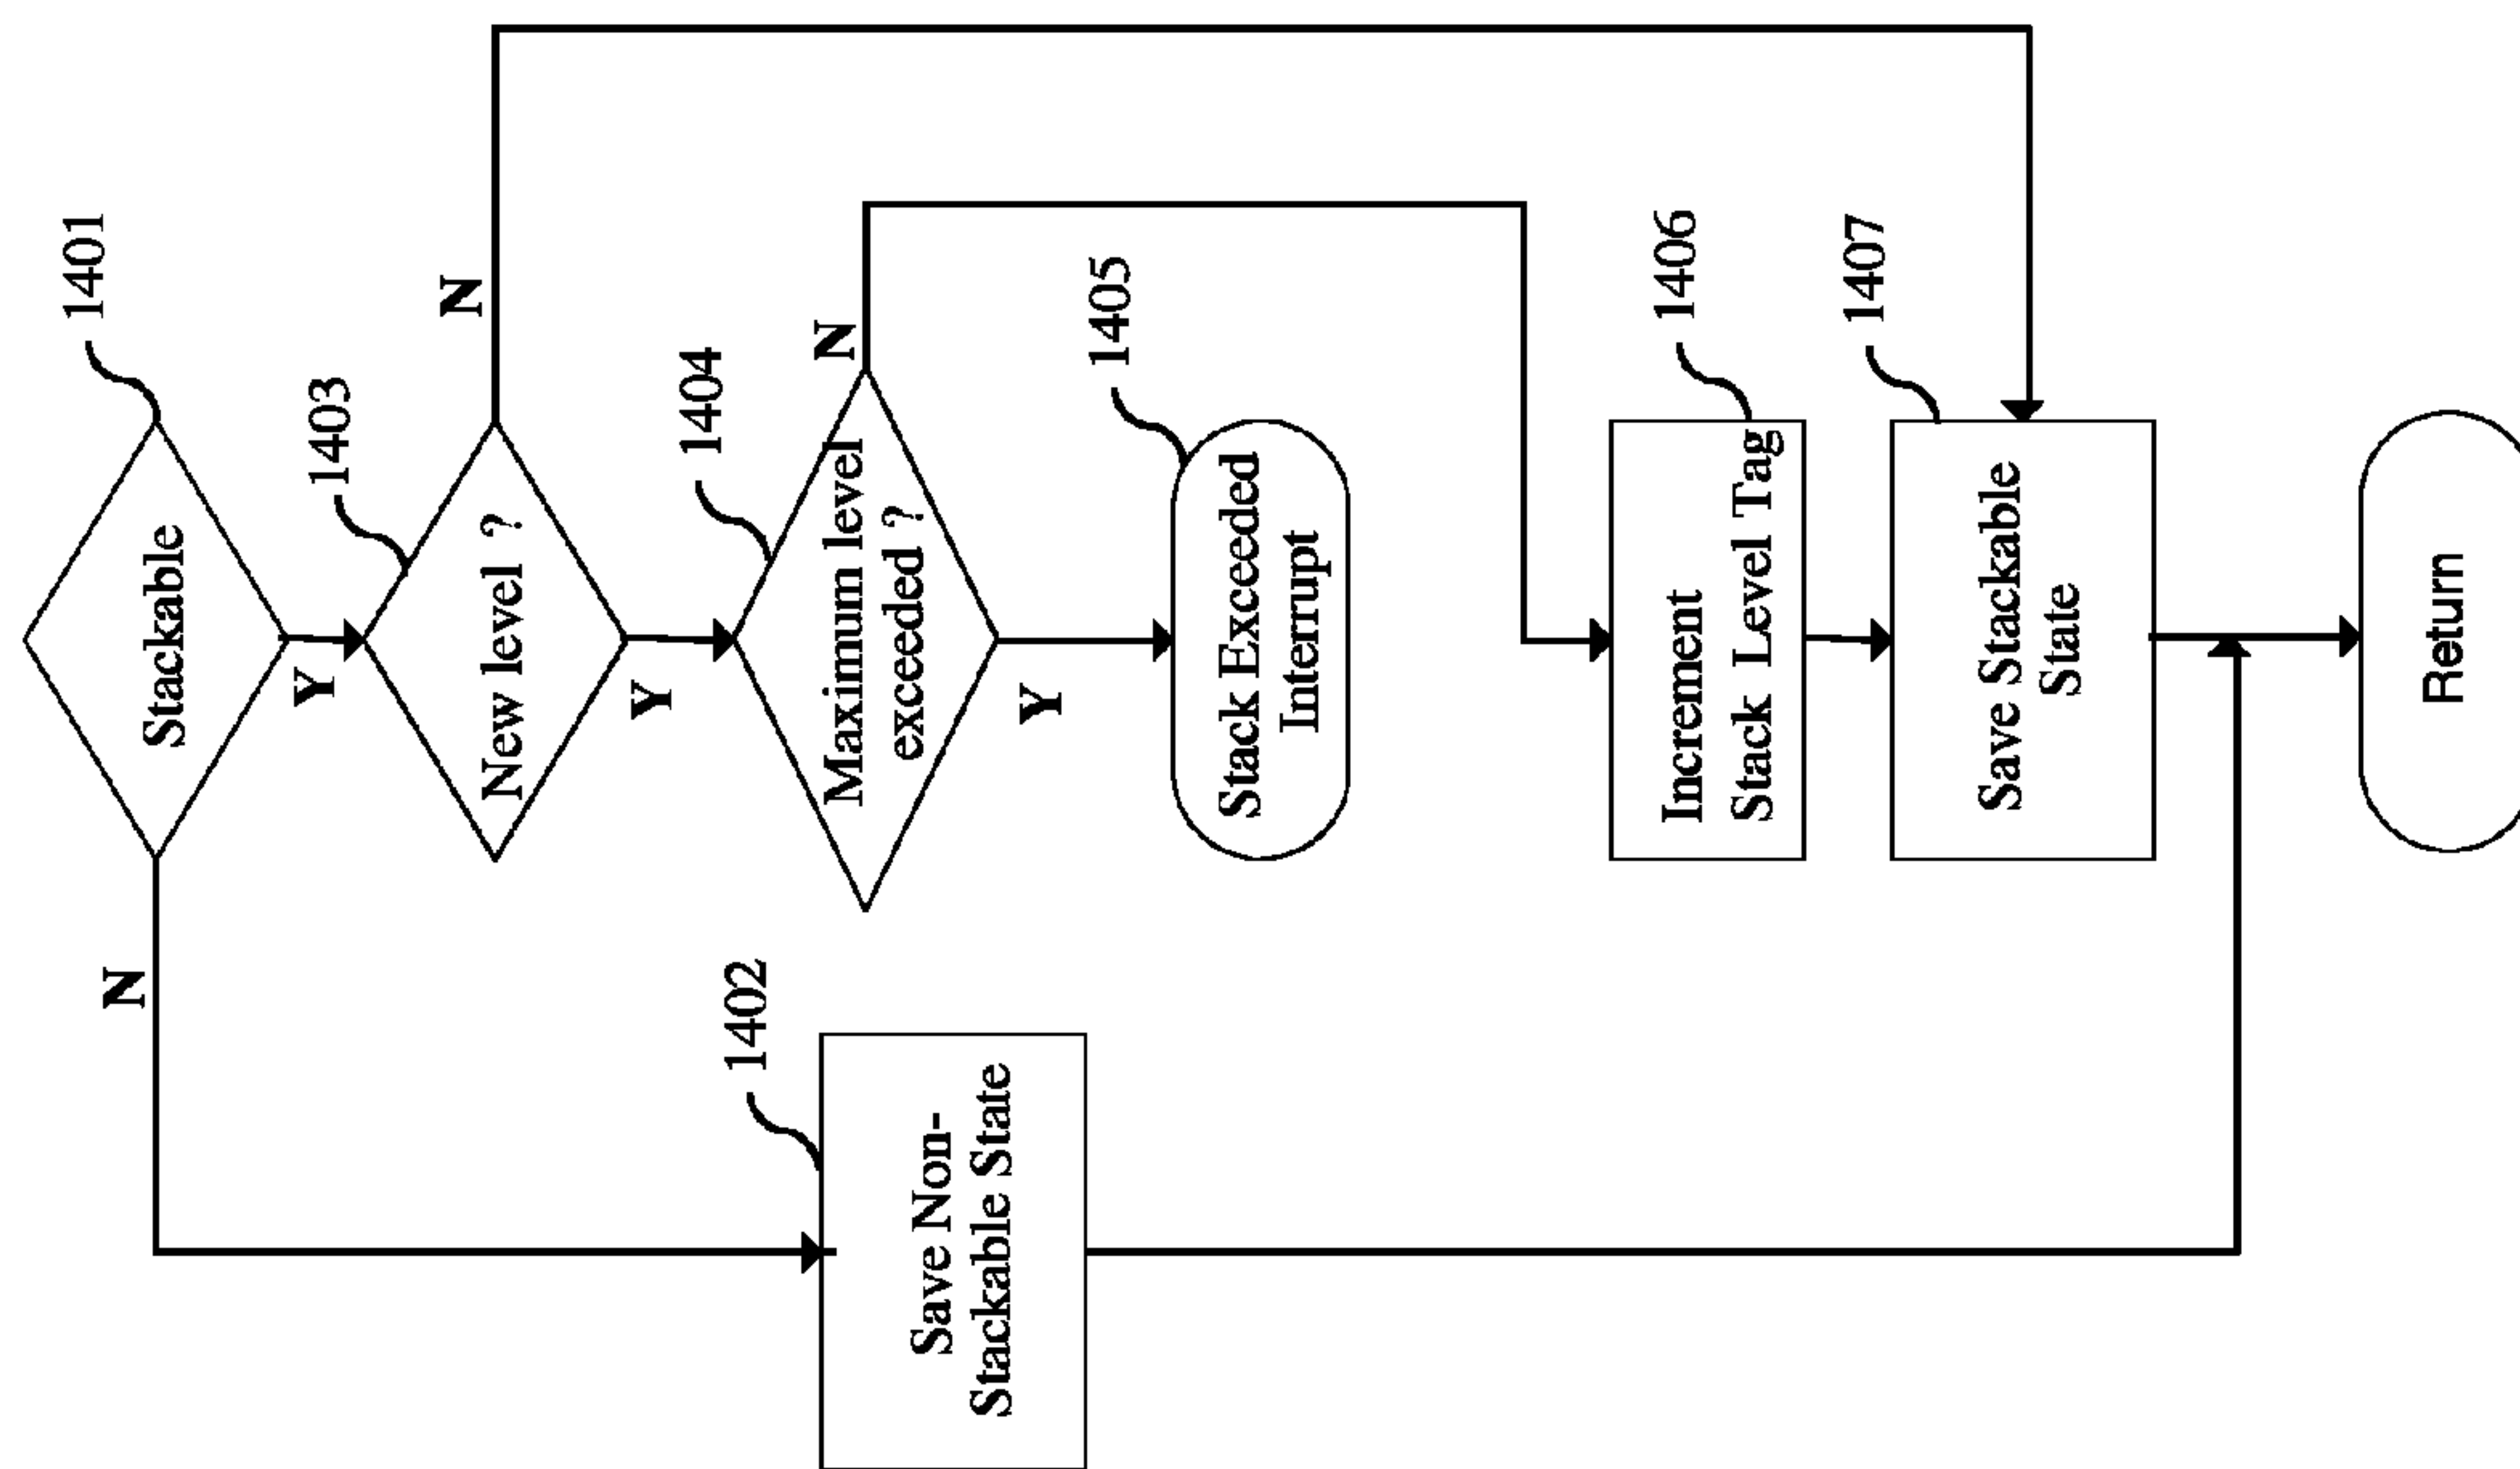 1401
Stackable
N
Y
1403
New level ?
N
Y
1404
Maximum level
exceeded ?
N
Y
1402
Save Non-
Stackable State
1405
Stack Exceeded
Interrupt
1406
Increment
Stack Level Tag
1407
Save Stackable
State
Return